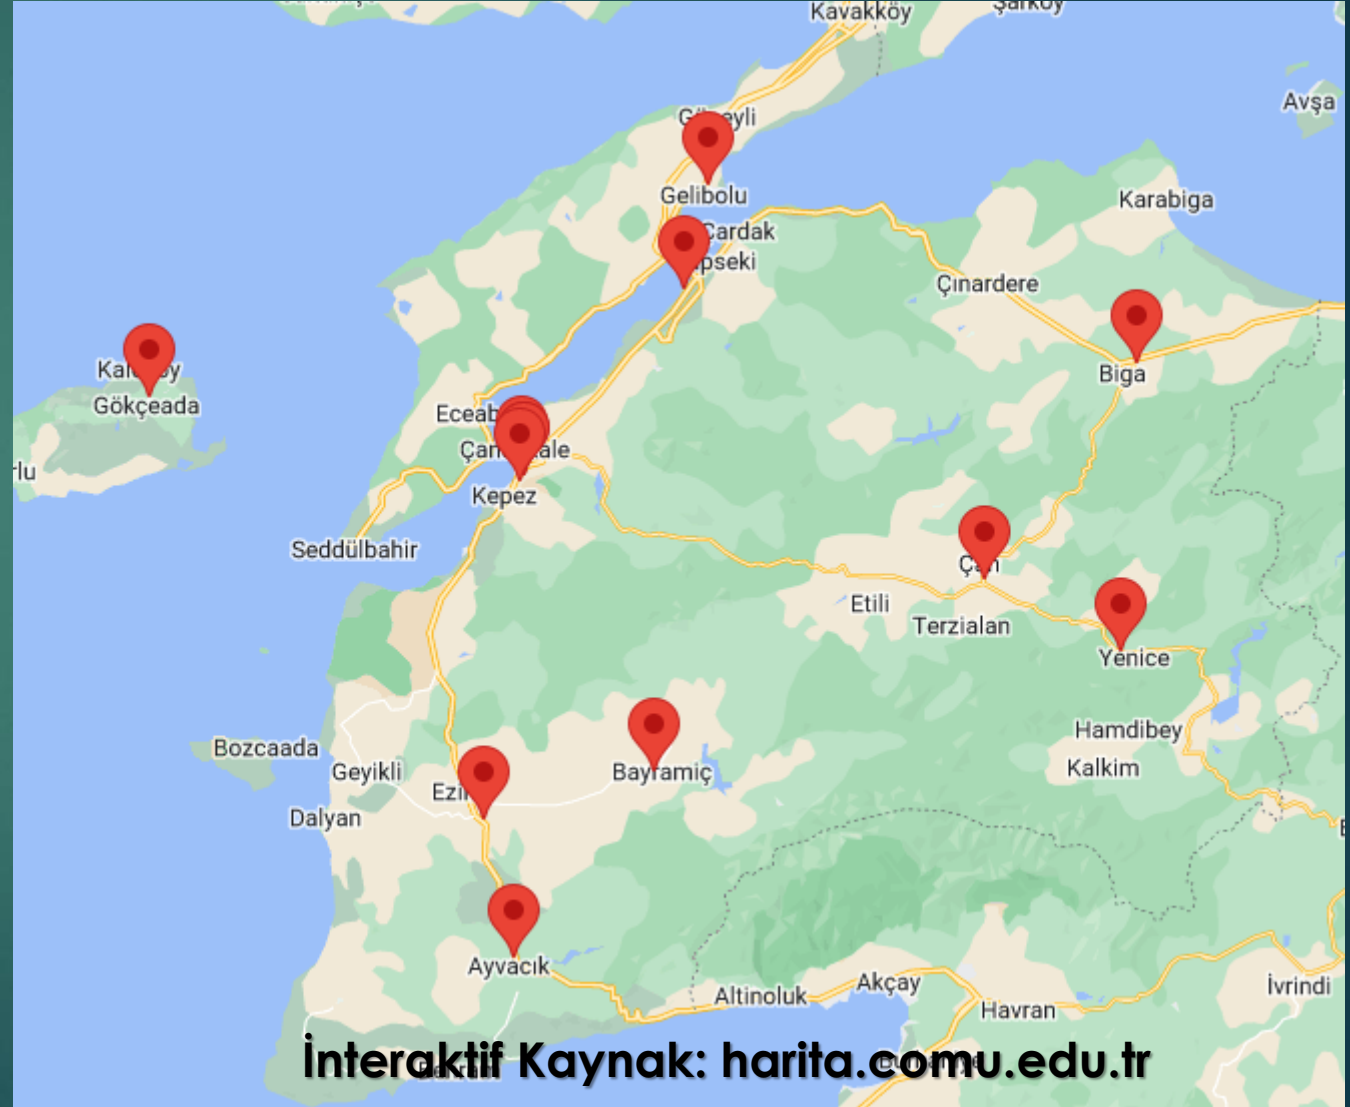 Kavakköy
Şarköy
Avşa
Gelibolu
Karabiga
Çardak
Çınardere
Biga
Gökçeada
Kepez
Seddülbahir
Etili
Terzialan
Yenice
Hamdibey
Kalkim
Bozcaada
Geyikli
Bayramiç
Dalyan
Ayvacık
Altinoluk
Akçay
Havran
İvrindi
İnteraktif Kaynak: harita.comu.edu.tr